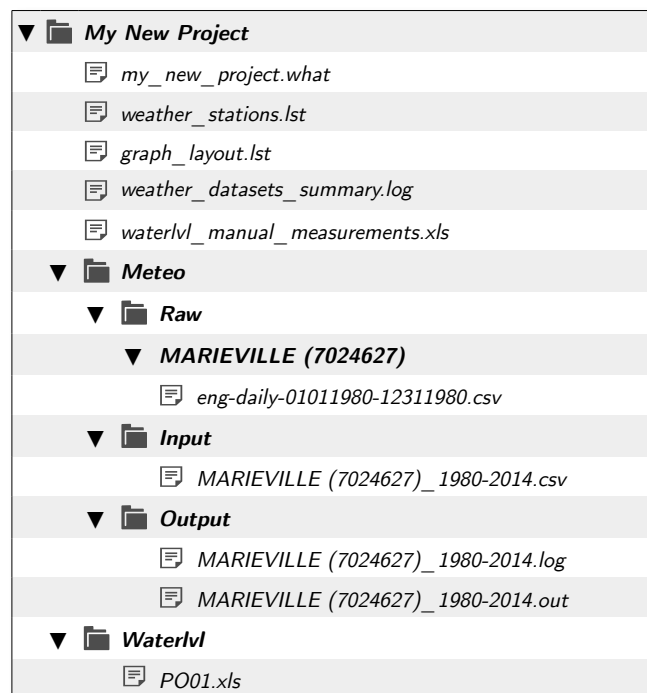 My New Project
my_new_project.what
weather_stations.lst
graph_layout.lst
weather_datasets_summary.log
waterlvl_manual_measurements.xls
Meteo
Raw
MARIEVILLE (7024627)
eng-daily-01011980-12311980.csv
Input
MARIEVILLE (7024627)_1980-2014.csv
Output
MARIEVILLE (7024627)_1980-2014.log
MARIEVILLE (7024627)_1980-2014.out
Waterlvl
PO01.xls